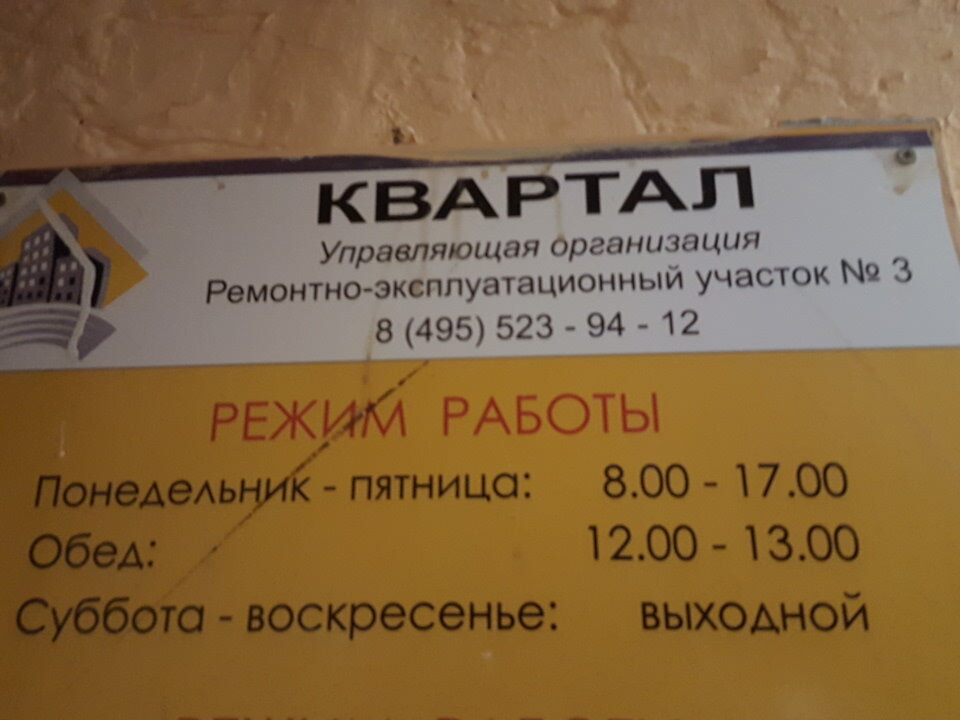 КВАРТАЛ
Управляющая организация
Ремонтно-эксплуатационный участок № 3
8 (495) 523 - 94 - 12
РЕЖИМ РАБОТЫ
Понедельник - пятница: 8.00 - 17.00
Обед: 12.00 - 13.00
Суббота - воскресенье: выходной